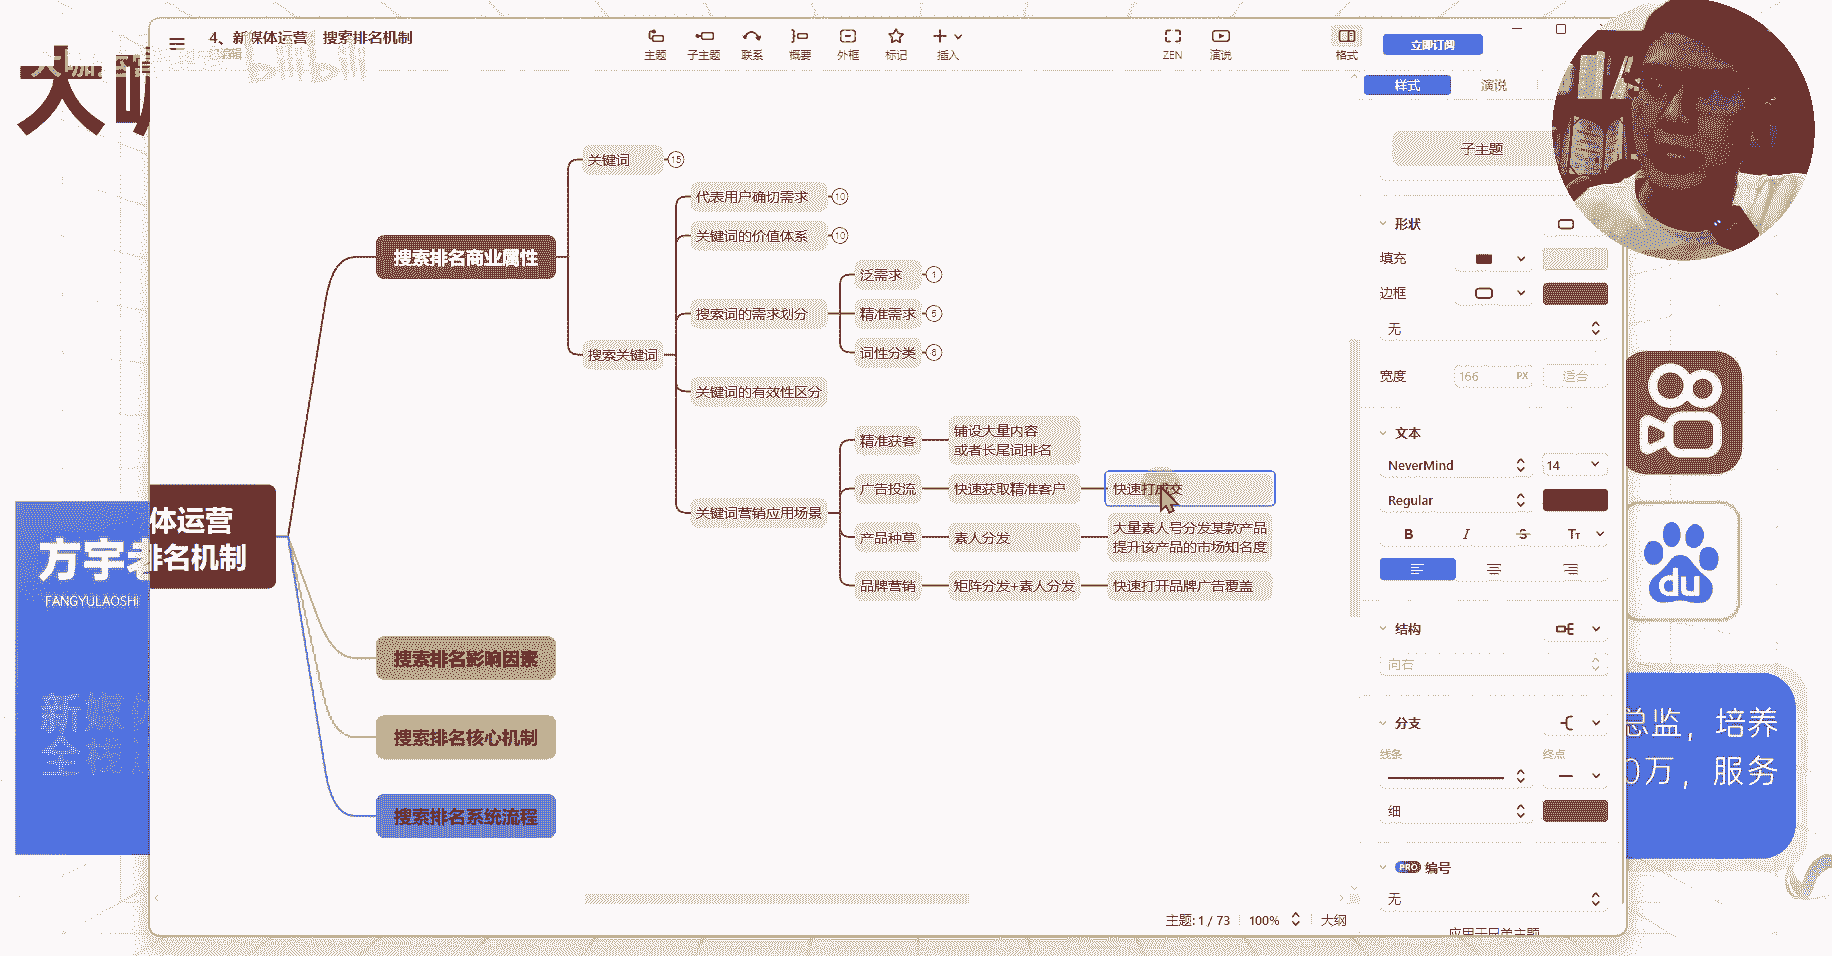 4、新媒体运营 搜索排名机制
已编辑
bilibili
主题
子主题
联系
概要
外框
标记
插入
ZEN
演说
格式
立即订阅
样式
演说
子主题
形状
填充
边框
无
宽度
166
PX
适合
文本
NeverMind
14
Regular
B
I
S
TT
结构
向右
分支
线条
终点
细
PRO 编号
无
应用于兄弟主题
大咖
体运营
排名机制
搜索排名商业属性
关键词
15
搜索关键词
代表用户确切需求
10
关键词的价值体系
10
搜索词的需求划分
泛需求
1
精准需求
5
词性分类
6
关键词的有效性区分
关键词营销应用场景
精准获客
铺设大量内容
或者长尾词排名
广告投流
快速获取精准客户
快速打成交
产品种草
素人分发
大量素人号分发某款产品
提升该产品的市场知名度
品牌营销
矩阵分发+素人分发
快速打开品牌广告覆盖
搜索排名影响因素
搜索排名核心机制
搜索排名系统流程
方宇老
FANGYULAOSHI
新媒体
全栈
du
总监，培养
0万，服务
主题: 1 / 73
100%
大纲